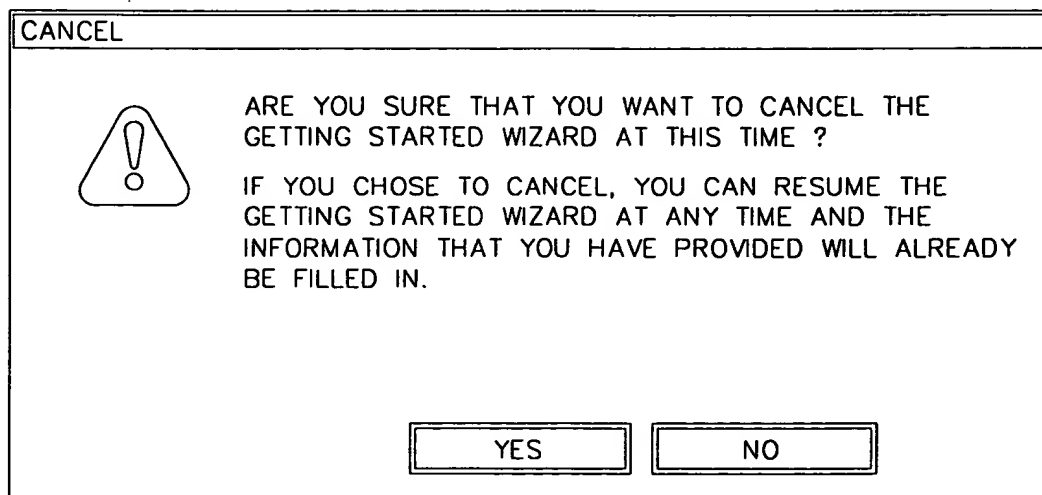 CANCEL
ARE YOU SURE THAT YOU WANT TO CANCEL THE
GETTING STARTED WIZARD AT THIS TIME ?
IF YOU CHOSE TO CANCEL, YOU CAN RESUME THE
GETTING STARTED WIZARD AT ANY TIME AND THE
INFORMATION THAT YOU HAVE PROVIDED WILL ALREADY
BE FILLED IN.
YES NO